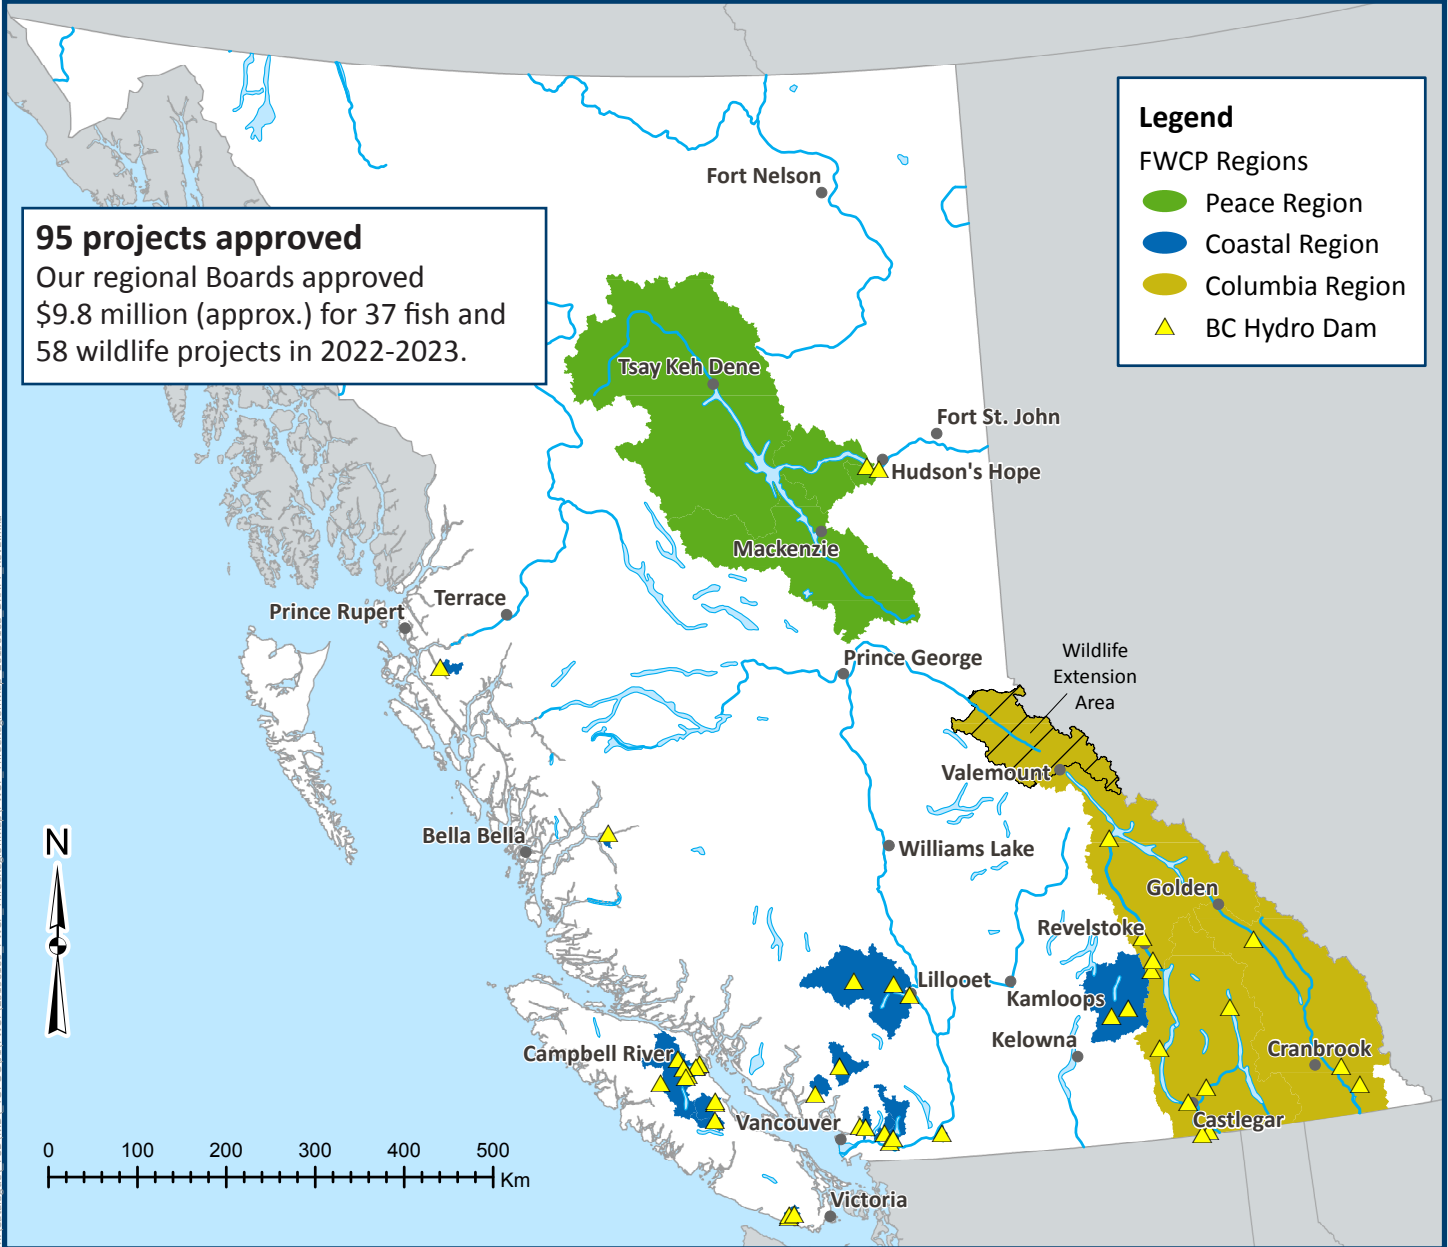 Legend
FWCP Regions
Peace Region
Coastal Region
Columbia Region
BC Hydro Dam
95 projects approved
Our regional Boards approved
$9.8 million (approx.) for 37 fish and
58 wildlife projects in 2022-2023.
Fort Nelson
Tsay Keh Dene
Fort St. John
Hudson's Hope
Mackenzie
Terrace
Prince Rupert
Prince George
Wildlife
Extension
Area
Valemount
Bella Bella
Williams Lake
Golden
Revelstoke
Lillooet
Kamloops
Kelowna
Campbell River
Cranbrook
Vancouver
Castlegar
Victoria
N
0 100 200 300 400 500
Km